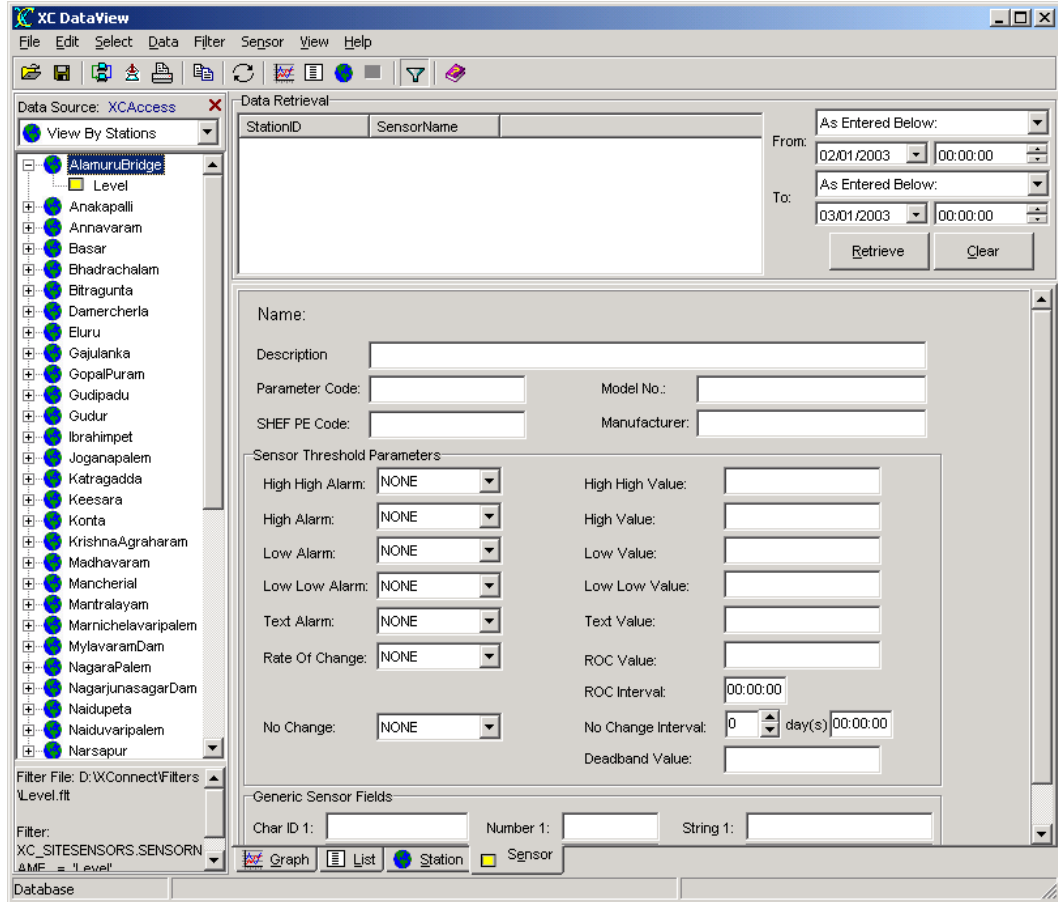 XC DataView
File Edit Select Data Filter Sensor View Help
Data Source: XCAccess
View By Stations
AlamuruBridge
Level
Anakapalli
Annavaram
Basar
Bhadrachalam
Bitragunta
Damercherla
Eluru
Gajulanka
GopalPuram
Gudipadu
Gudur
Ibrahimpet
Joganapalem
Katragadda
Keesara
Konta
KrishnaAgraharam
Madhavaram
Mancherial
Mantralayam
Marnichelavaripalem
MylavaramDam
NagaraPalem
NagarjunasagarDam
Naidupeta
Naiduvaripalem
Narsapur
Filter File: D:\XConnect\Filters
\Level.flt
Filter:
XC_SITESENSORS.SENSORN
AME = 'Level'
Data Retrieval
StationID SensorName
From: As Entered Below:
02/01/2003 00:00:00
To: As Entered Below:
03/01/2003 00:00:00
Retrieve Clear
Name:
Description
Parameter Code: Model No.:
SHEF PE Code: Manufacturer:
Sensor Threshold Parameters
High High Alarm: NONE High High Value:
High Alarm: NONE High Value:
Low Alarm: NONE Low Value:
Low Low Alarm: NONE Low Low Value:
Text Alarm: NONE Text Value:
Rate Of Change: NONE ROC Value:
ROC Interval: 00:00:00
No Change: NONE No Change Interval: 0 day(s) 00:00:00
Deadband Value:
Generic Sensor Fields
Char ID 1: Number 1: String 1:
Graph List Station Sensor
Database